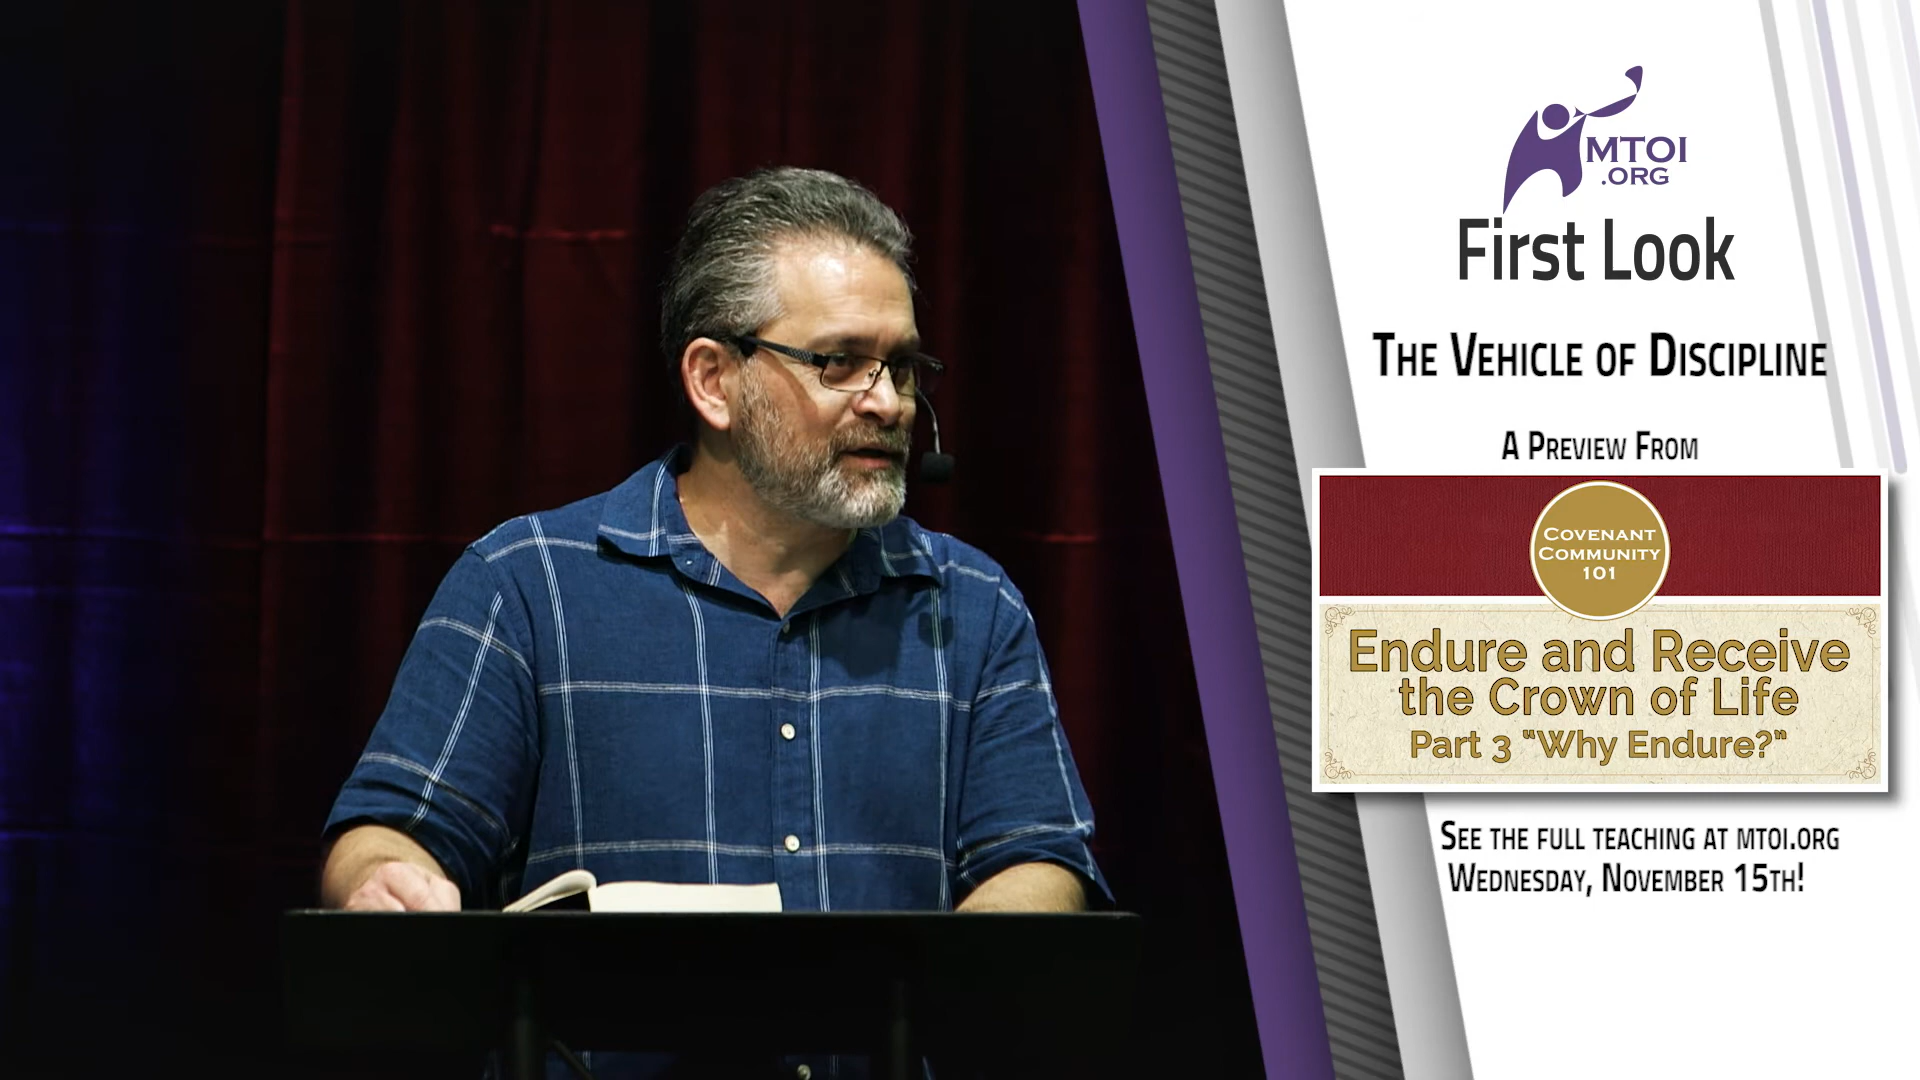 MTOI
.ORG
First Look
The Vehicle of Discipline
A Preview From
Covenant
Community
101
Endure and Receive
the Crown of Life
Part 3 "Why Endure?"
See the full teaching at mtoi.org
Wednesday, November 15th!